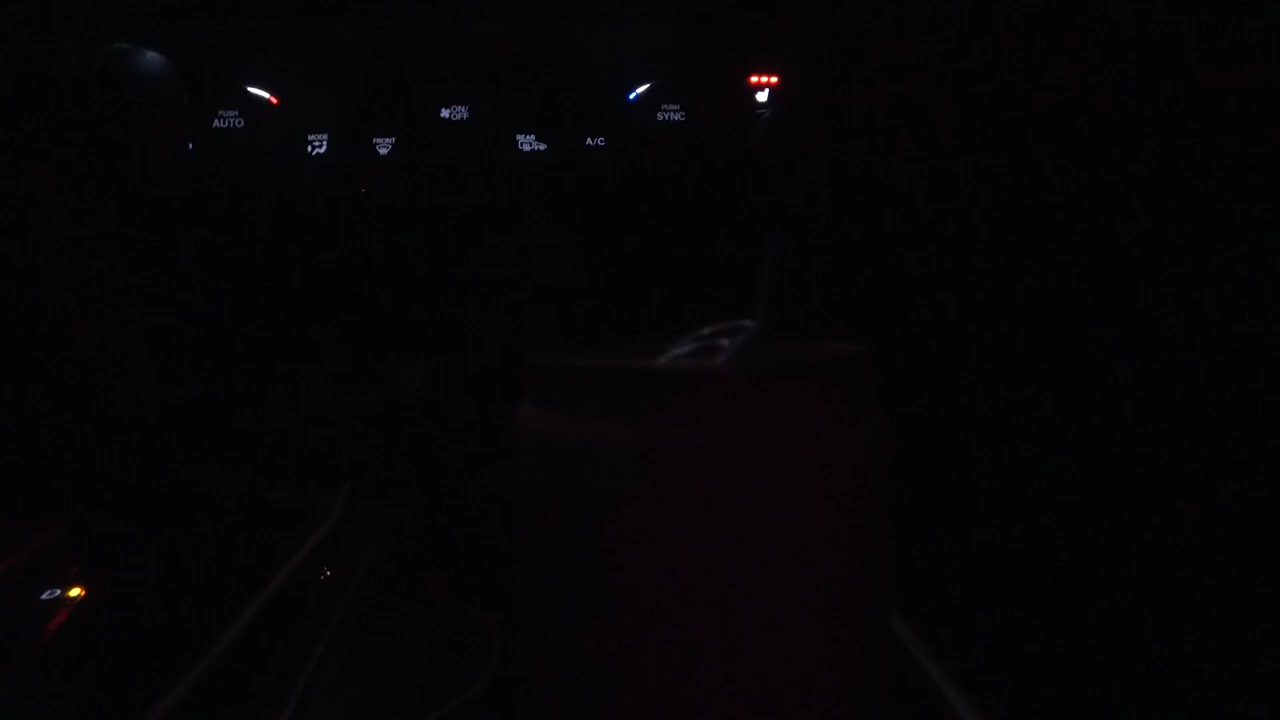 PUSH
AUTO
MODE
FRONT
ON/
OFF
REAR
A/C
PUSH
SYNC
D